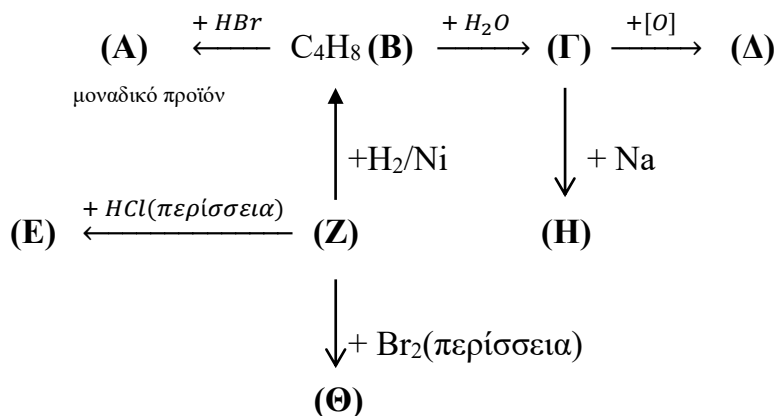 + HBr + H₂O +[O]
(A) C₄H₈ (B) (Γ) (Δ)
μοναδικό προϊόν
+H₂/Ni + Na
+ HCl(περίσσεια)
(E) (Z) (H)
+ Br₂(περίσσεια)
(Θ)